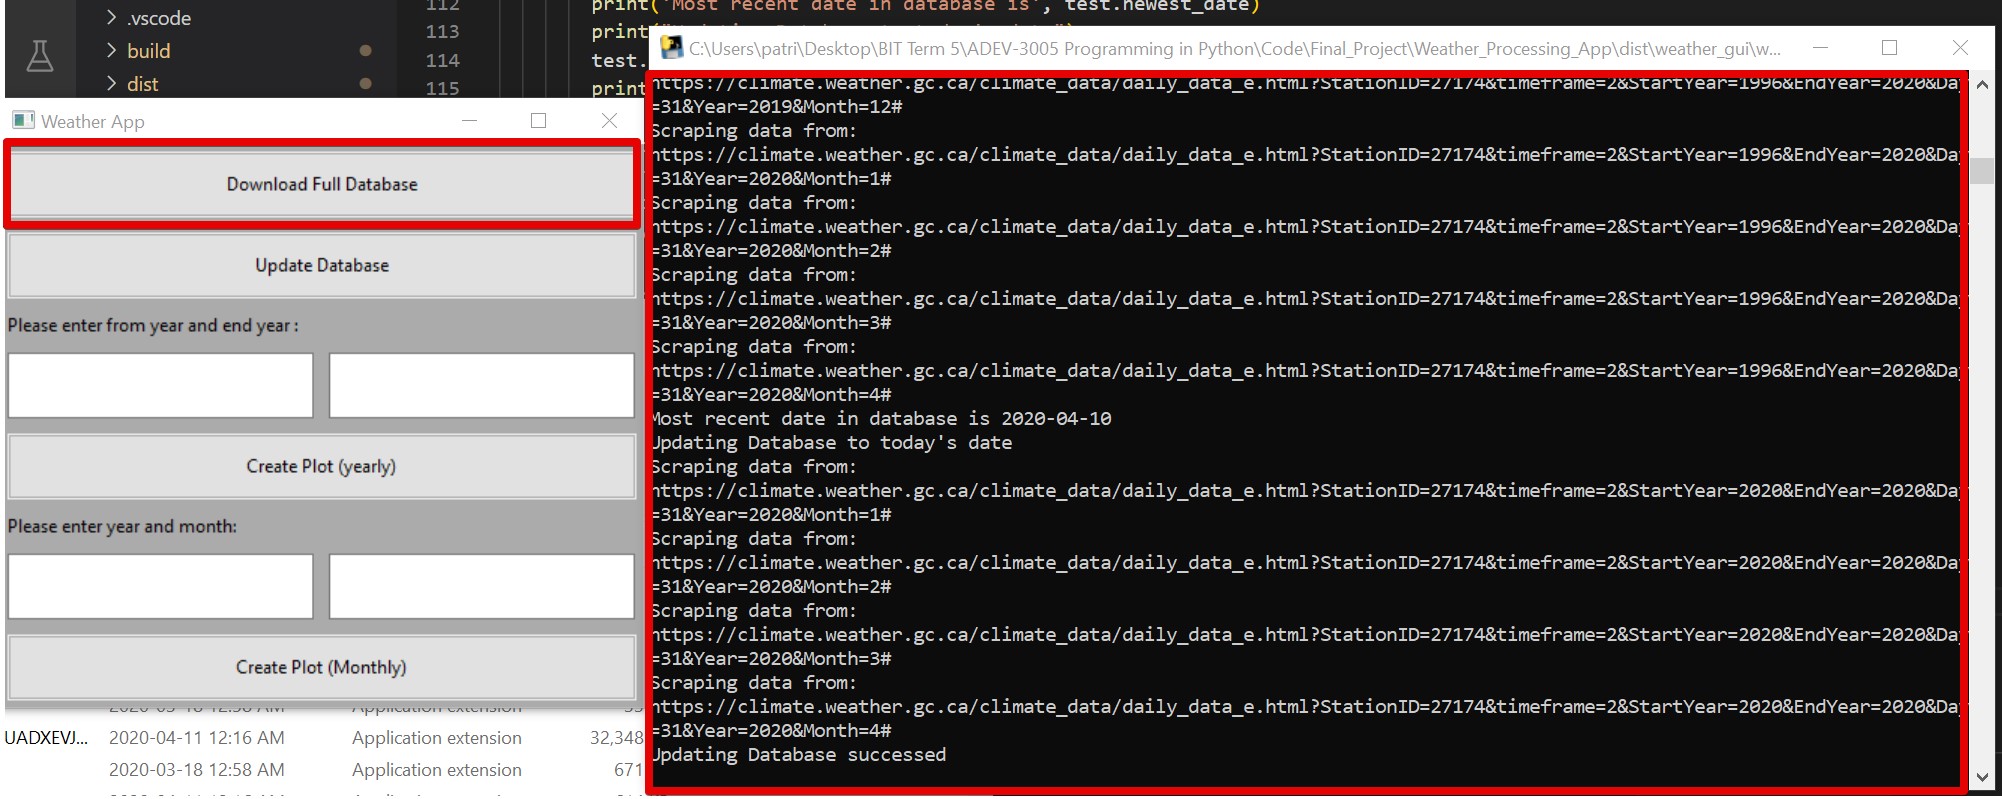 .vscode
build
dist
112
113
114
115
print('Most recent date in database is', test.newest_date)
print
test.
print
Weather App
Download Full Database
Update Database
Please enter from year and end year :
Create Plot (yearly)
Please enter year and month:
Create Plot (Monthly)
Application extension
UADXEVJ... 2020-04-11 12:16 AM Application extension 32,348
2020-03-18 12:58 AM Application extension 671
C:\Users\patri\Desktop\BIT Term 5\ADEV-3005 Programming in Python\Code\Final_Project\Weather_Processing_App\dist\weather_gui\w...
https://climate.weather.gc.ca/climate_data/daily_data_e.html?StationID=27174&timeframe=2&StartYear=1996&EndYear=2020&Day
=31&Year=2019&Month=12#
Scraping data from:
https://climate.weather.gc.ca/climate_data/daily_data_e.html?StationID=27174&timeframe=2&StartYear=1996&EndYear=2020&Day
=31&Year=2020&Month=1#
Scraping data from:
https://climate.weather.gc.ca/climate_data/daily_data_e.html?StationID=27174&timeframe=2&StartYear=1996&EndYear=2020&Day
=31&Year=2020&Month=2#
Scraping data from:
https://climate.weather.gc.ca/climate_data/daily_data_e.html?StationID=27174&timeframe=2&StartYear=1996&EndYear=2020&Day
=31&Year=2020&Month=3#
Scraping data from:
https://climate.weather.gc.ca/climate_data/daily_data_e.html?StationID=27174&timeframe=2&StartYear=1996&EndYear=2020&Day
=31&Year=2020&Month=4#
Most recent date in database is 2020-04-10
Updating Database to today's date
Scraping data from:
https://climate.weather.gc.ca/climate_data/daily_data_e.html?StationID=27174&timeframe=2&StartYear=2020&EndYear=2020&Day
=31&Year=2020&Month=1#
Scraping data from:
https://climate.weather.gc.ca/climate_data/daily_data_e.html?StationID=27174&timeframe=2&StartYear=2020&EndYear=2020&Day
=31&Year=2020&Month=2#
Scraping data from:
https://climate.weather.gc.ca/climate_data/daily_data_e.html?StationID=27174&timeframe=2&StartYear=2020&EndYear=2020&Day
=31&Year=2020&Month=3#
Scraping data from:
https://climate.weather.gc.ca/climate_data/daily_data_e.html?StationID=27174&timeframe=2&StartYear=2020&EndYear=2020&Day
=31&Year=2020&Month=4#
Updating Database successed